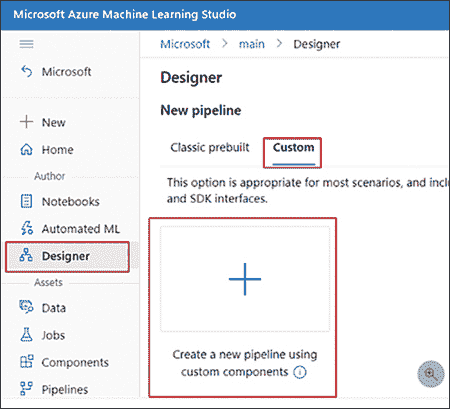 Microsoft Azure Machine Learning Studio
Microsoft
New
Home
Author
Notebooks
Automated ML
Designer
Assets
Data
Jobs
Components
Pipelines
Microsoft > main > Designer
Designer
New pipeline
Classic prebuilt Custom
This option is appropriate for most scenarios, and
and SDK interfaces.
Create a new pipeline using
custom components